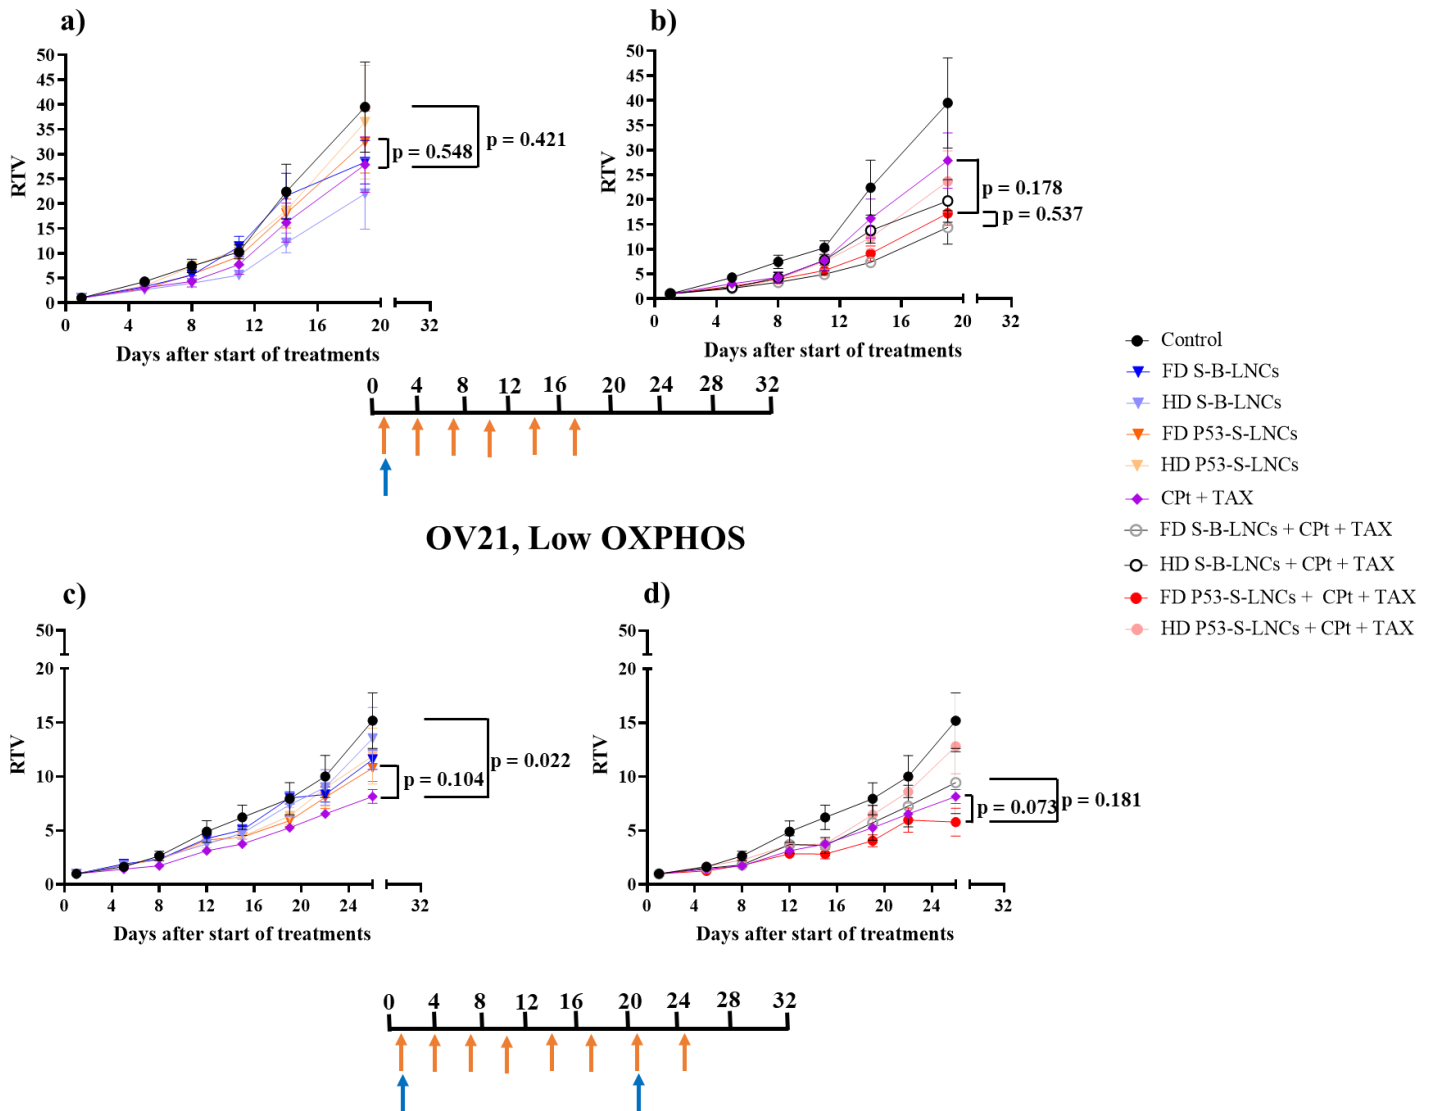 a)
50
45
40
35
30
25
20
15
10
5
0
RTV
0 4 8 12 16 20 32
Days after start of treatments
p = 0.548
p = 0.421
b)
50
45
40
35
30
25
20
15
10
5
0
RTV
0 4 8 12 16 20 32
Days after start of treatments
p = 0.178
p = 0.537
0 4 8 12 16 20 24 28 32
Control
FD S-B-LNCs
HD S-B-LNCs
FD P53-S-LNCs
HD P53-S-LNCs
CPt + TAX
FD S-B-LNCs + CPt + TAX
HD S-B-LNCs + CPt + TAX
FD P53-S-LNCs + CPt + TAX
HD P53-S-LNCs + CPt + TAX
OV21, Low OXPHOS
c)
50
20
15
10
5
0
RTV
0 4 8 12 16 20 24 32
Days after start of treatments
p = 0.104
p = 0.022
d)
50
20
15
10
5
0
RTV
0 4 8 12 16 20 24 32
Days after start of treatments
p = 0.073
p = 0.181
0 4 8 12 16 20 24 28 32